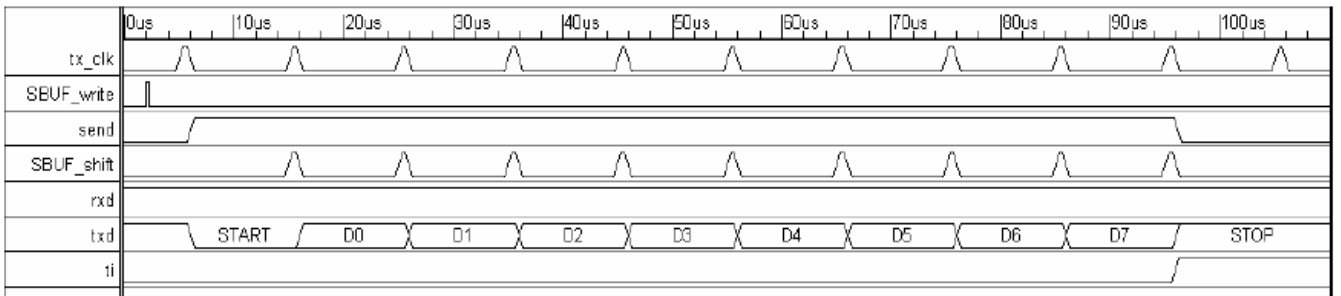 0us 10us 20us 30us 40us 50us 60us 70us 80us 90us 100us
tx_clk
SBUF_write
send
SBUF_shift
rxd
txd START D0 D1 D2 D3 D4 D5 D6 D7 STOP
ti